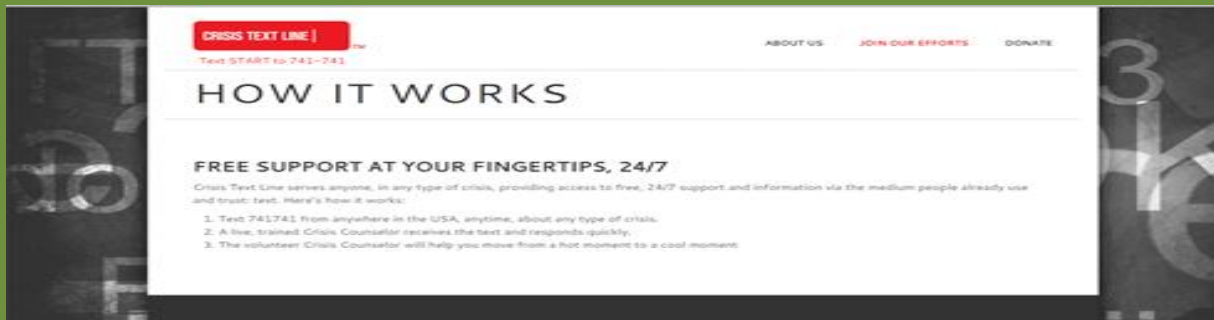 CRISIS TEXT LINE|
TM
Text START to 741-741
ABOUT US JOIN OUR EFFORTS DONATE
HOW IT WORKS
FREE SUPPORT AT YOUR FINGERTIPS, 24/7
Crisis Text Line serves anyone, in any type of crisis, providing access to free, 24/7 support and information via the medium people already use
and trust: text. Here's how it works:
1. Text 741741 from anywhere in the USA, anytime, about any type of crisis.
2. A live, trained Crisis Counselor receives the text and responds quickly.
3. The volunteer Crisis Counselor will help you move from a hot moment to a cool moment
3